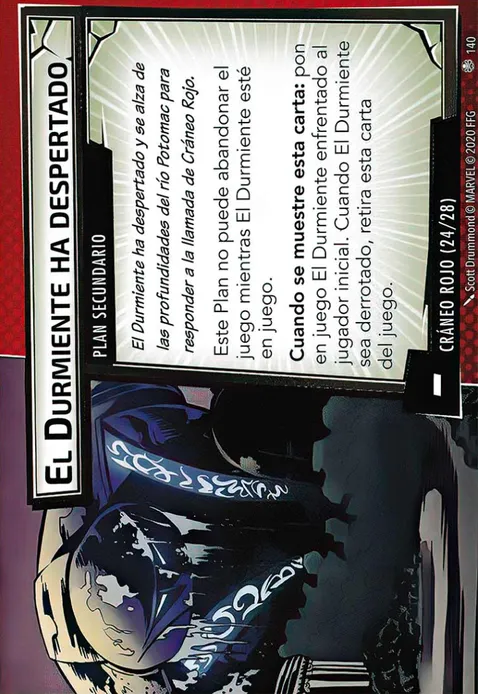 EL DURMIENTE HA DESPERTADO
PLAN SECUNDARIO
El Durmiente ha despertado y se alza de
las profundidades del río Potomac para
responder a la llamada de Cráneo Rojo.
Este Plan no puede abandonar el
juego mientras El Durmiente esté
en juego.
Cuando se muestre esta carta: pon
en juego El Durmiente enfrentado al
jugador inicial. Cuando El Durmiente
sea derrotado, retira esta carta
del juego.
–
CRÁNEO ROJO (24/28)
Scott Drummond © MARVEL © 2020 FFG
140